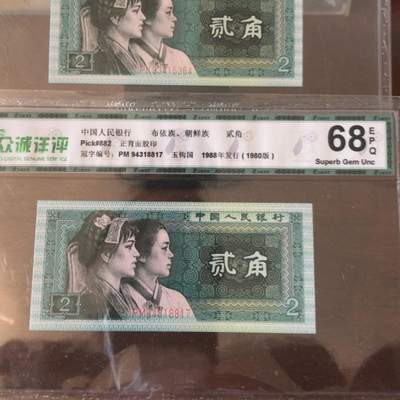 贰角
2
众诚详评
中国人民银行 布依族、朝鲜族 贰角
Pick#882 正背面胶印
冠字编号: PM 94318817 玉钩国 1988年发行 (1980版)
68 EPQ
Superb Gem Unc
中国人民银行
贰角
2
2